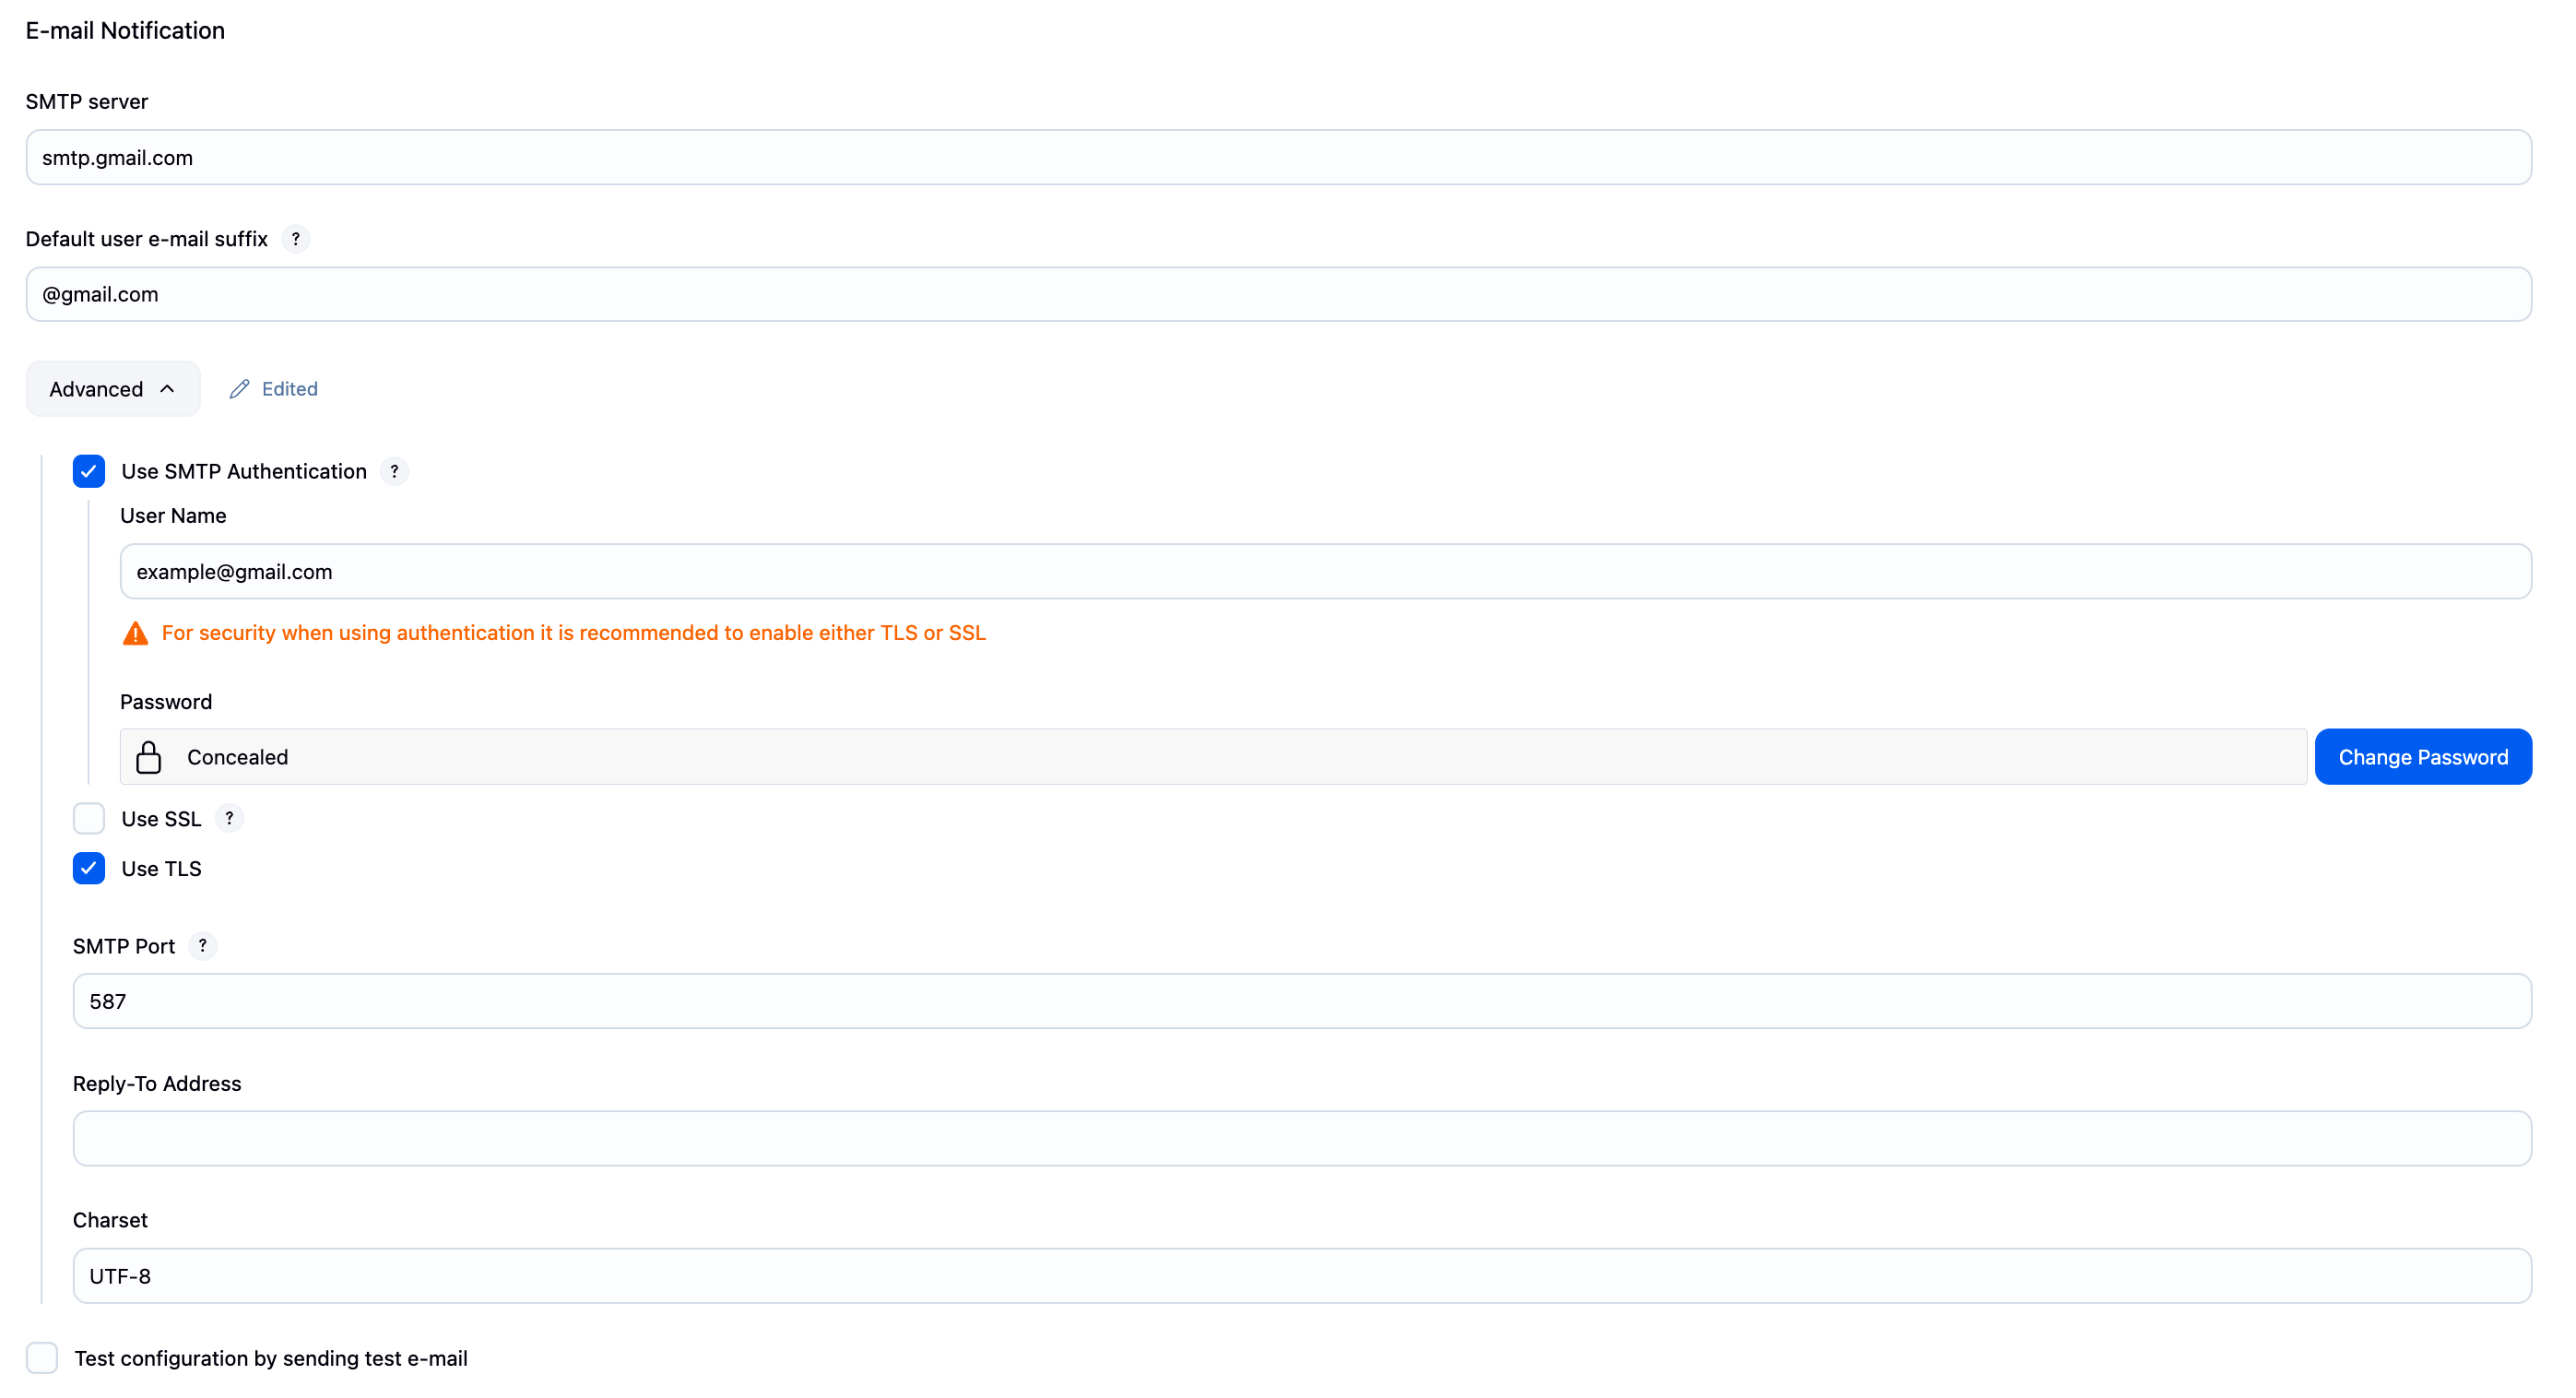 E-mail Notification
SMTP server
smtp.gmail.com
Default user e-mail suffix ?
@gmail.com
Advanced Edited
Use SMTP Authentication ?
User Name
example@gmail.com
For security when using authentication it is recommended to enable either TLS or SSL
Password
Concealed Change Password
Use SSL ?
Use TLS
SMTP Port ?
587
Reply-To Address
Charset
UTF-8
Test configuration by sending test e-mail